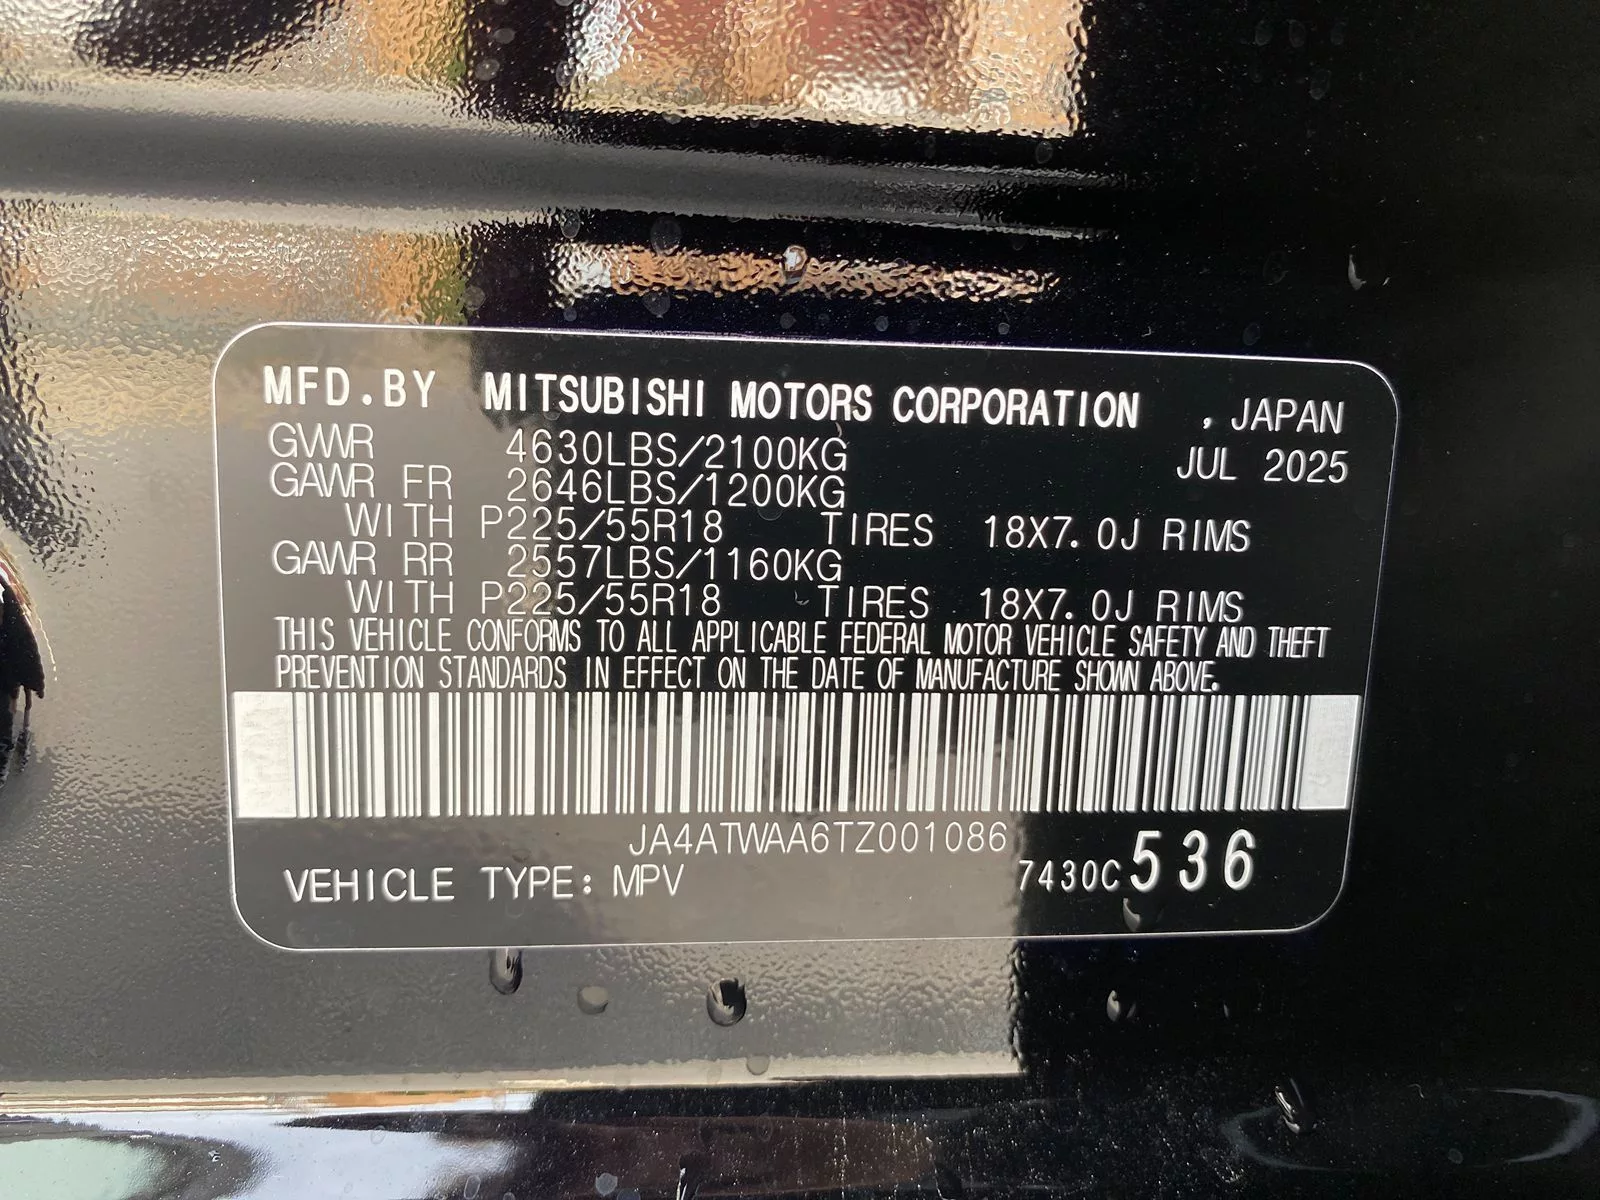 MFD.BY MITSUBISHI MOTORS CORPORATION , JAPAN
GVWR 4630LBS/2100KG JUL 2025
GAWR FR 2646LBS/1200KG
WITH P225/55R18 TIRES 18X7.0J RIMS
GAWR RR 2557LBS/1160KG
WITH P225/55R18 TIRES 18X7.0J RIMS
THIS VEHICLE CONFORMS TO ALL APPLICABLE FEDERAL MOTOR VEHICLE SAFETY AND THEFT
PREVENTION STANDARDS IN EFFECT ON THE DATE OF MANUFACTURE SHOWN ABOVE.
JA4ATWAA6TZ001086
VEHICLE TYPE: MPV 7430C536